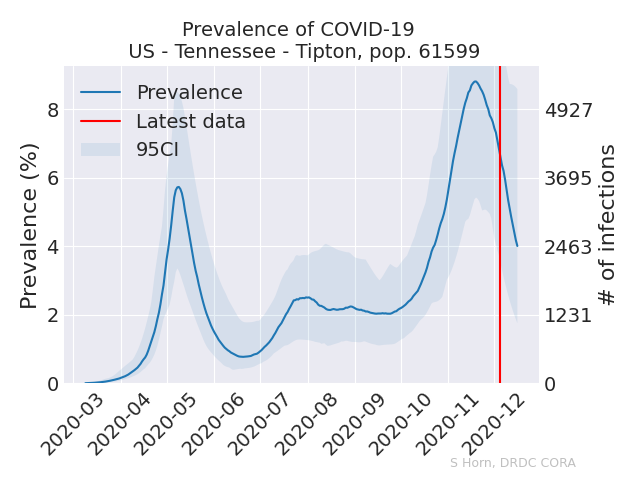 Prevalence of COVID-19
US - Tennessee - Tipton, pop. 61599
Prevalence
Latest data
95CI
Prevalence (%)
8
6
4
2
0
4927
3695
2463
1231
0
# of infections
2020-03
2020-04
2020-05
2020-06
2020-07
2020-08
2020-09
2020-10
2020-11
2020-12
S Horn, DRDC CORA